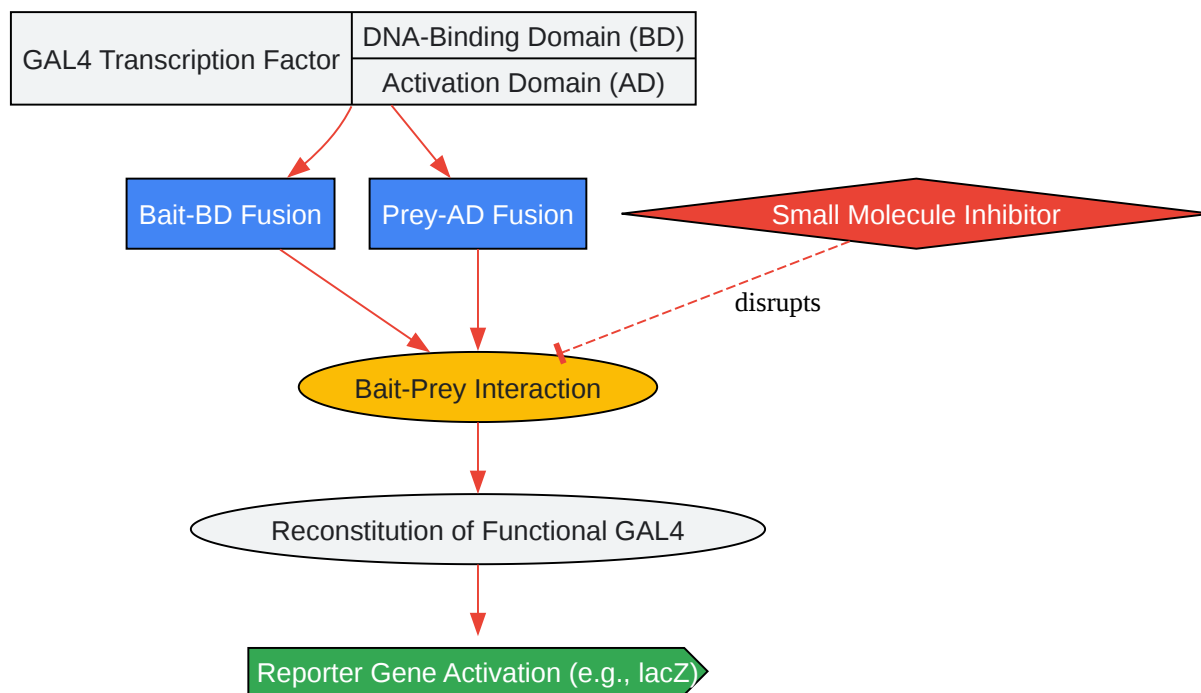 GAL4 Transcription Factor
DNA-Binding Domain (BD)
Activation Domain (AD)
Bait-BD Fusion
Prey-AD Fusion
Small Molecule Inhibitor
disrupts
Bait-Prey Interaction
Reconstitution of Functional GAL4
Reporter Gene Activation (e.g., lacZ)